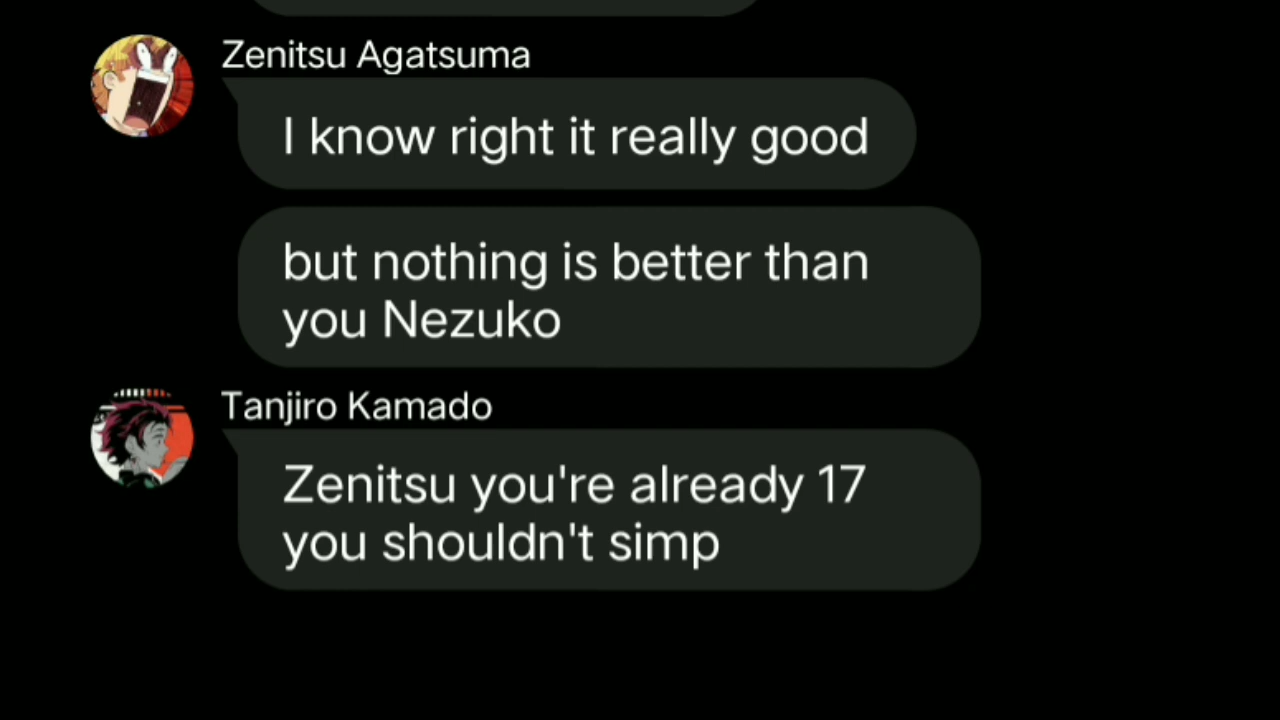 Zenitsu Agatsuma
I know right it really good
but nothing is better than
you Nezuko
Tanjiro Kamado
Zenitsu you're already 17
you shouldn't simp